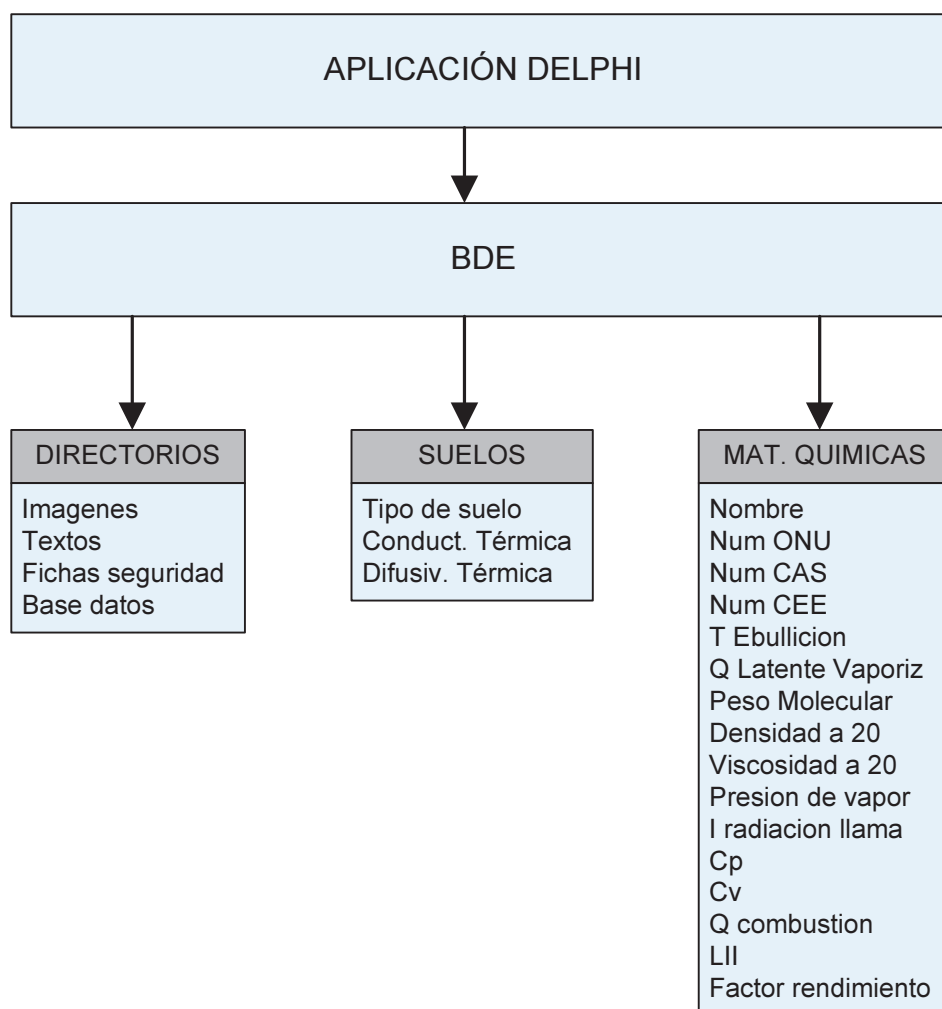 APLICACIÓN DELPHI
BDE
DIRECTORIOS
Imagenes
Textos
Fichas seguridad
Base datos
SUELOS
Tipo de suelo
Conduct. Térmica
Difusiv. Térmica
MAT. QUIMICAS
Nombre
Num ONU
Num CAS
Num CEE
T Ebullicion
Q Latente Vaporiz
Peso Molecular
Densidad a 20
Viscosidad a 20
Presion de vapor
I radiacion llama
Cp
Cv
Q combustion
LII
Factor rendimiento